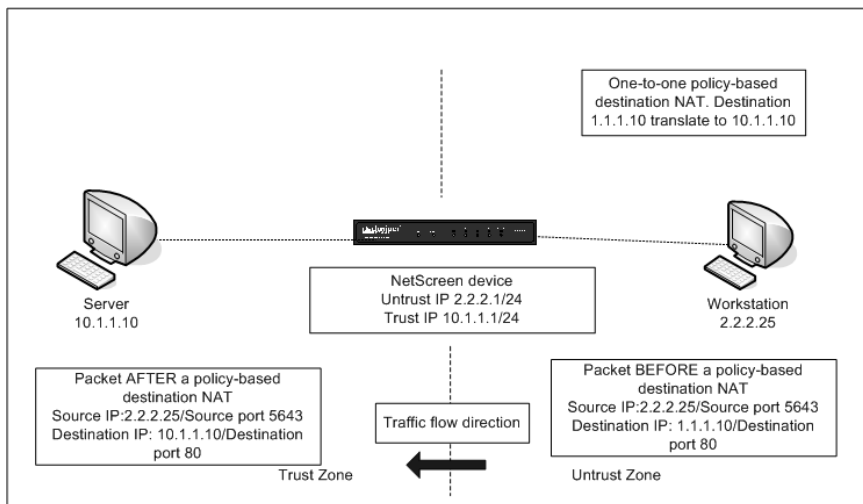 One-to-one policy-based
destination NAT. Destination
1.1.1.10 translate to 10.1.1.10
Server
10.1.1.10
NetScreen device
Untrust IP 2.2.2.1/24
Trust IP 10.1.1.1/24
Workstation
2.2.2.25
Packet AFTER a policy-based
destination NAT
Source IP:2.2.2.25/Source port 5643
Destination IP: 10.1.1.10/Destination
port 80
Traffic flow direction
Packet BEFORE a policy-based
destination NAT
Source IP:2.2.2.25/Source port 5643
Destination IP: 1.1.1.10/Destination
port 80
Trust Zone
Untrust Zone